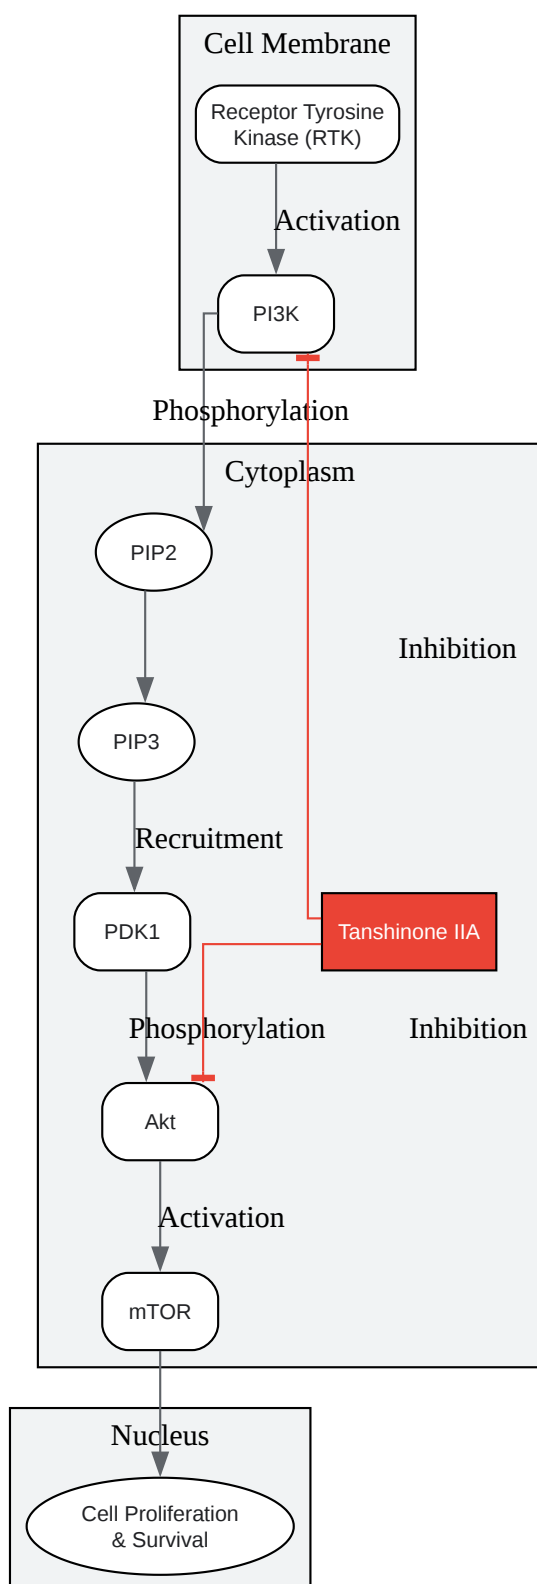 Cell Membrane
Receptor Tyrosine
Kinase (RTK)
Activation
PI3K
Phosphorylation
Cytoplasm
PIP2
Inhibition
PIP3
Recruitment
PDK1
Tanshinone IIA
Phosphorylation
Inhibition
Akt
Activation
mTOR
Nucleus
Cell Proliferation
& Survival